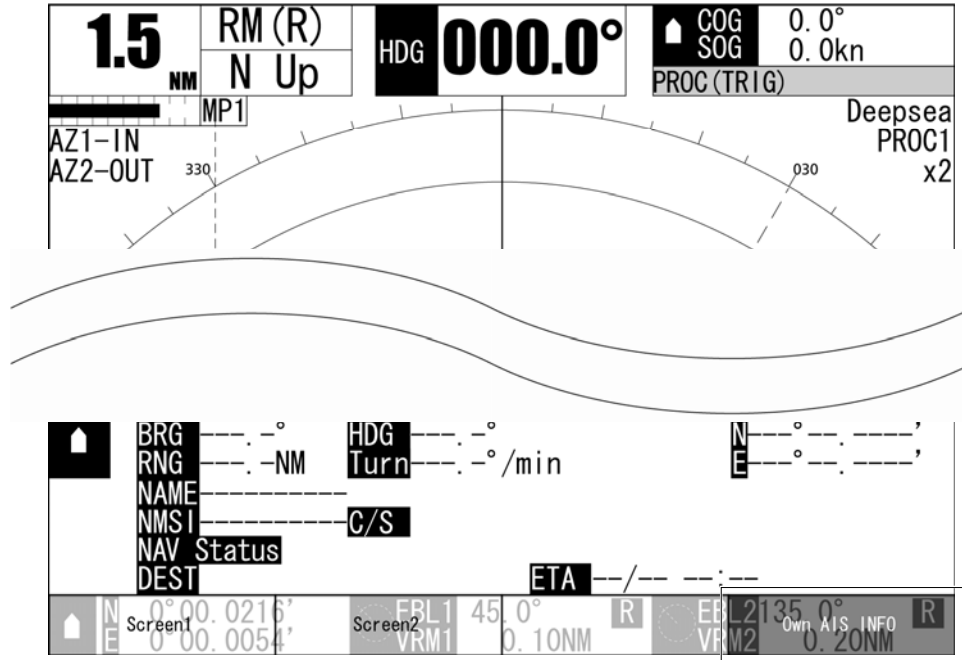 1.5 NM
RM(R)
N Up
HDG 000.0°
COG 0.0°
SOG 0.0kn
PROC(TRIG)
MP1
Deepsea
AZ1-IN
PROC1
AZ2-OUT
x2
330
030
BRG ---.-° HDG ---.-° N---°--.----'
RNG ---.-NM Turn---.-°/min E---°--.----'
NAME----------
NMSI---------- C/S
NAV Status
DEST ETA --/-- --:--
N 0°00.0216' EBL1 45.0° R EBL2 135.0° R
Screen1 Screen2 Own AIS INFO
E 0°00.0054' VRM1 0.10NM VRM2 0.20NM